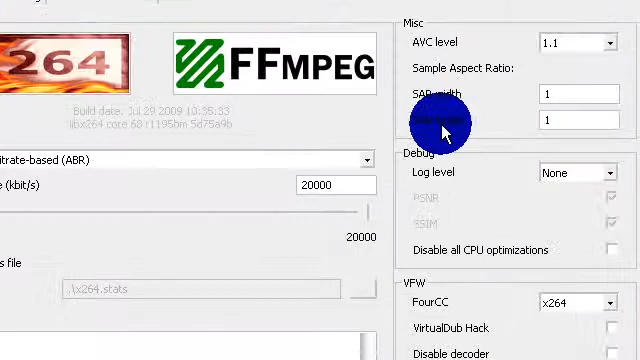 264
FFMPEG
Build date: Jul 29 2009 10:35:33
libx264 core 68 r1195bm 5d75a9b
itrate-based (ABR)
(kbit/s)
20000
20000
s file
.\x264.stats
Misc
AVC level
1.1
Sample Aspect Ratio:
SAR width
1
1
Debug
Log level
None
PSNR
SSIM
Disable all CPU optimizations
VFW
FourCC
x264
VirtualDub Hack
Disable decoder